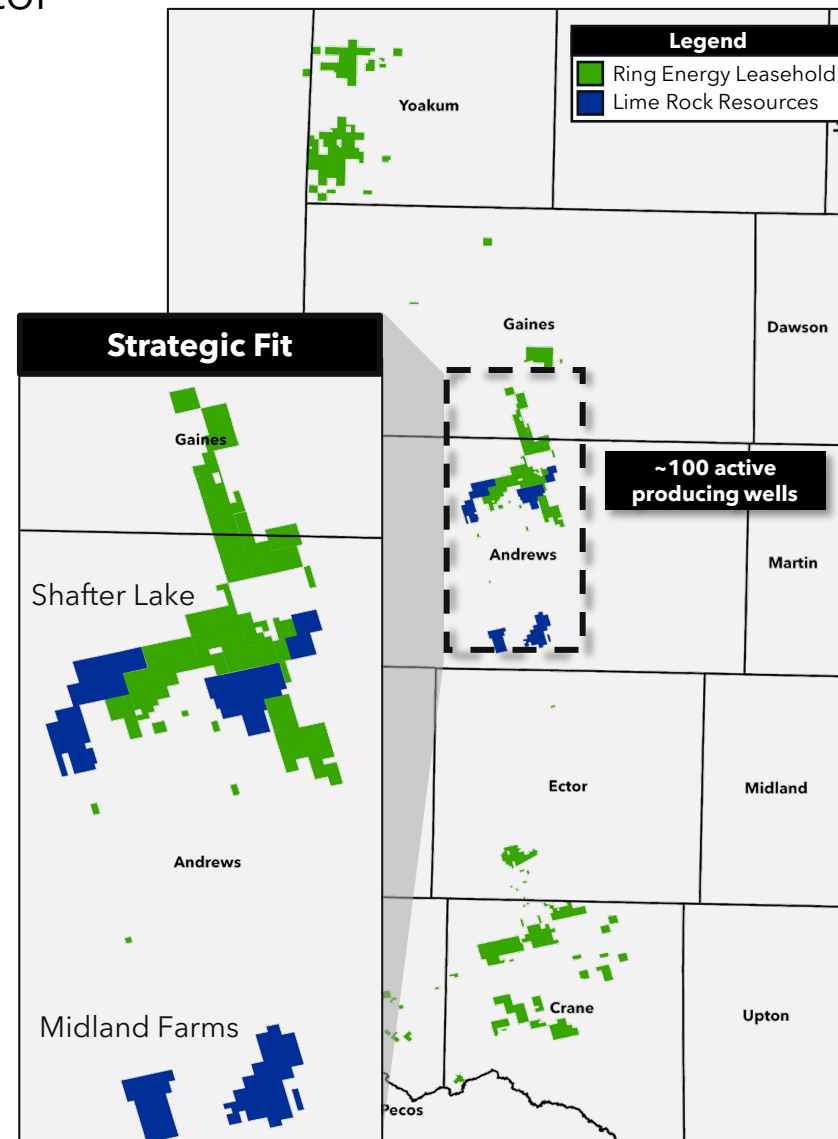 Legend
Ring Energy Leasehold
Lime Rock Resources
Yoakum
Gaines
Dawson
Strategic Fit
Gaines
~100 active
producing wells
Andrews
Martin
Shafter Lake
Ector
Midland
Andrews
Midland Farms
Crane
Upton
Pecos